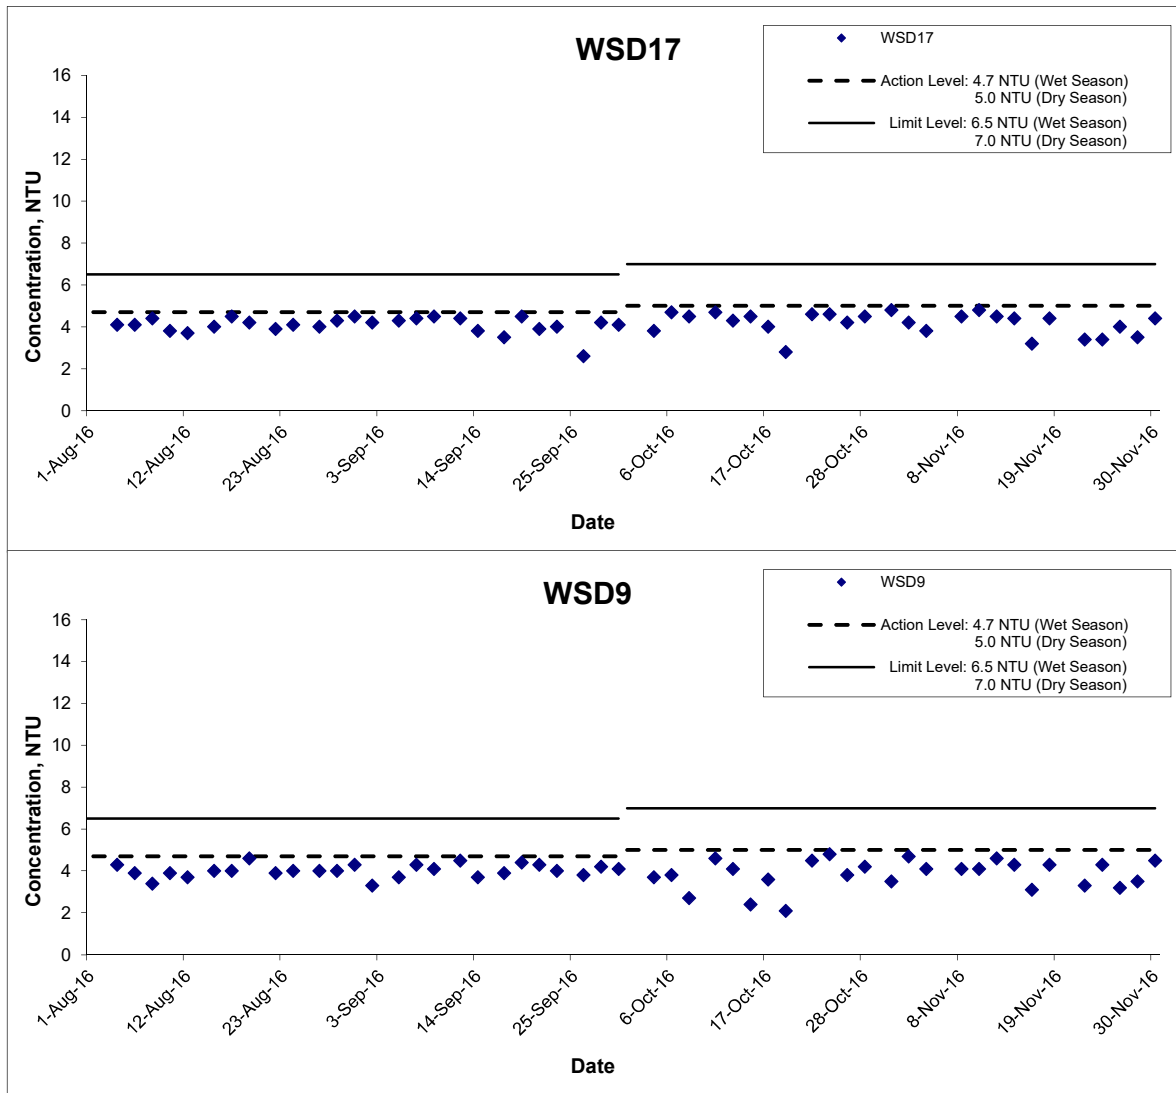 WSD17
WSD17
Action Level: 4.7 NTU (Wet Season)
5.0 NTU (Dry Season)
Limit Level: 6.5 NTU (Wet Season)
7.0 NTU (Dry Season)
Concentration, NTU
16
14
12
10
8
6
4
2
0
1-Aug-16
12-Aug-16
23-Aug-16
3-Sep-16
14-Sep-16
25-Sep-16
6-Oct-16
17-Oct-16
28-Oct-16
8-Nov-16
19-Nov-16
30-Nov-16
Date
WSD9
WSD9
Action Level: 4.7 NTU (Wet Season)
5.0 NTU (Dry Season)
Limit Level: 6.5 NTU (Wet Season)
7.0 NTU (Dry Season)
Concentration, NTU
16
14
12
10
8
6
4
2
0
1-Aug-16
12-Aug-16
23-Aug-16
3-Sep-16
14-Sep-16
25-Sep-16
6-Oct-16
17-Oct-16
28-Oct-16
8-Nov-16
19-Nov-16
30-Nov-16
Date